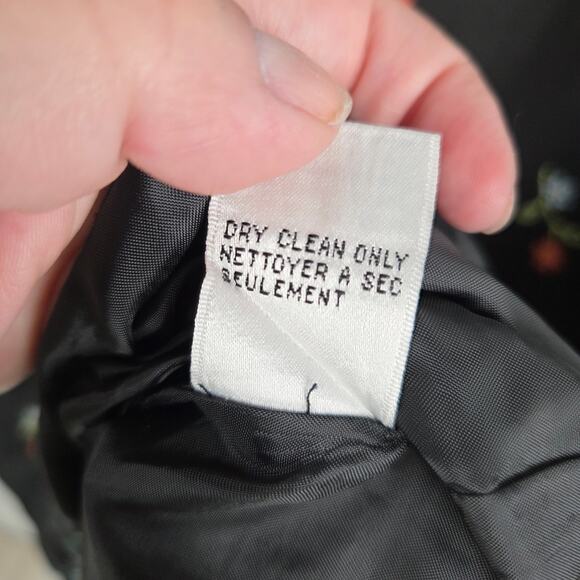 DRY CLEAN ONLY
NETTOYER A SEC
SEULEMENT